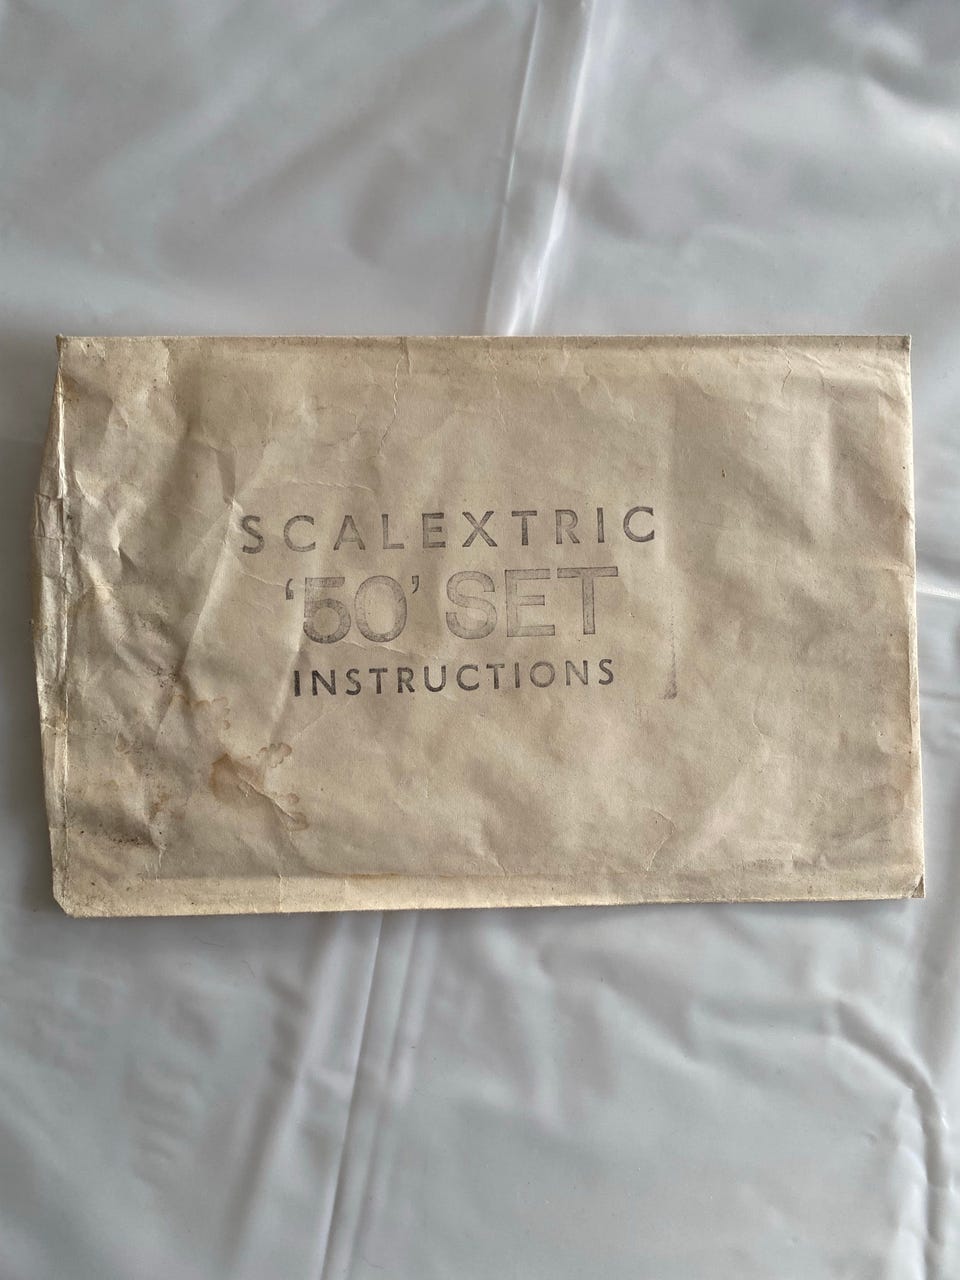 SCALEXTRIC
‘50’ SET
INSTRUCTIONS